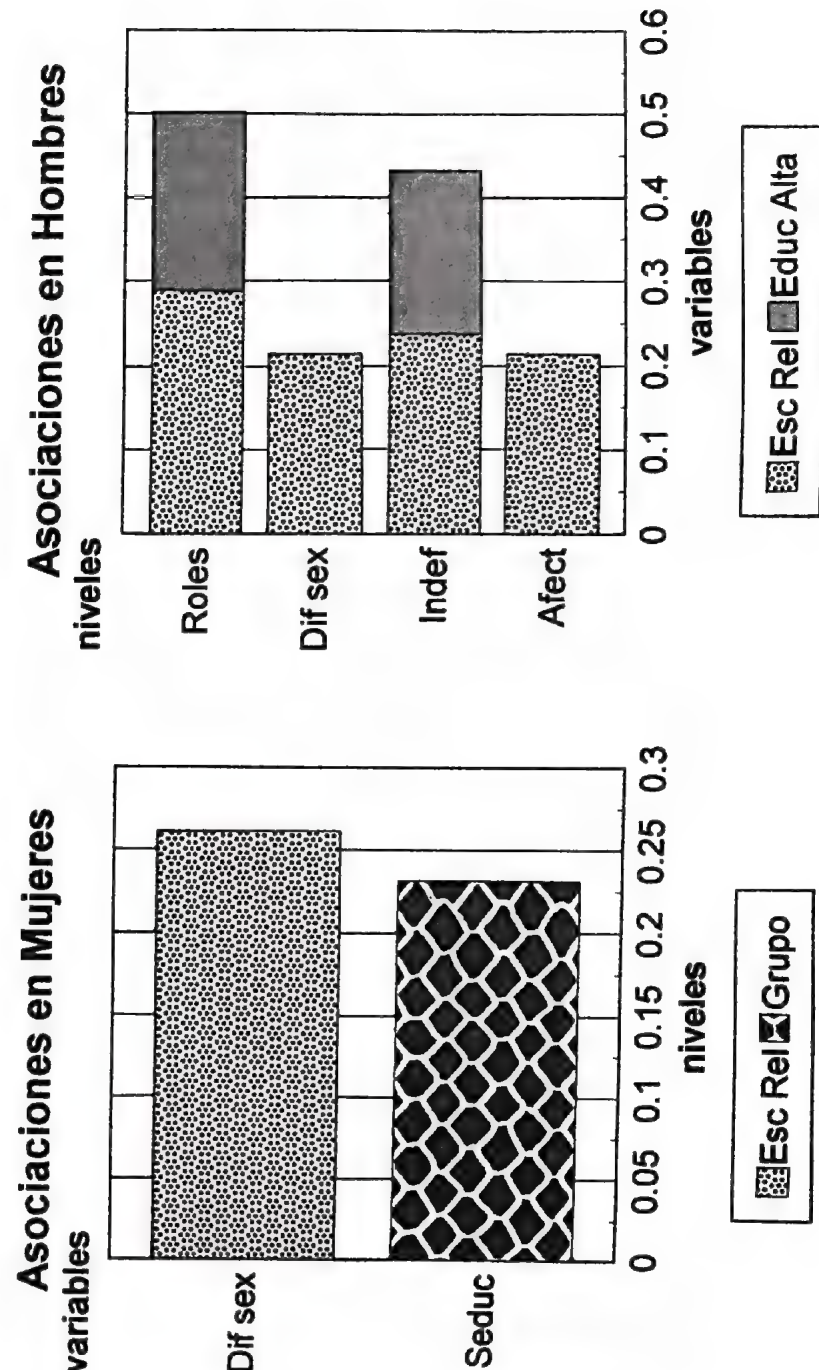 Asociaciones en Mujeres
variables
Dif sex
Seduc
0 0.05 0.1 0.15 0.2 0.25 0.3
niveles
Esc Rel Grupo
Asociaciones en Hombres
niveles
Roles
Dif sex
Indef
Afect
0 0.1 0.2 0.3 0.4 0.5 0.6
variables
Esc Rel Educ Alta